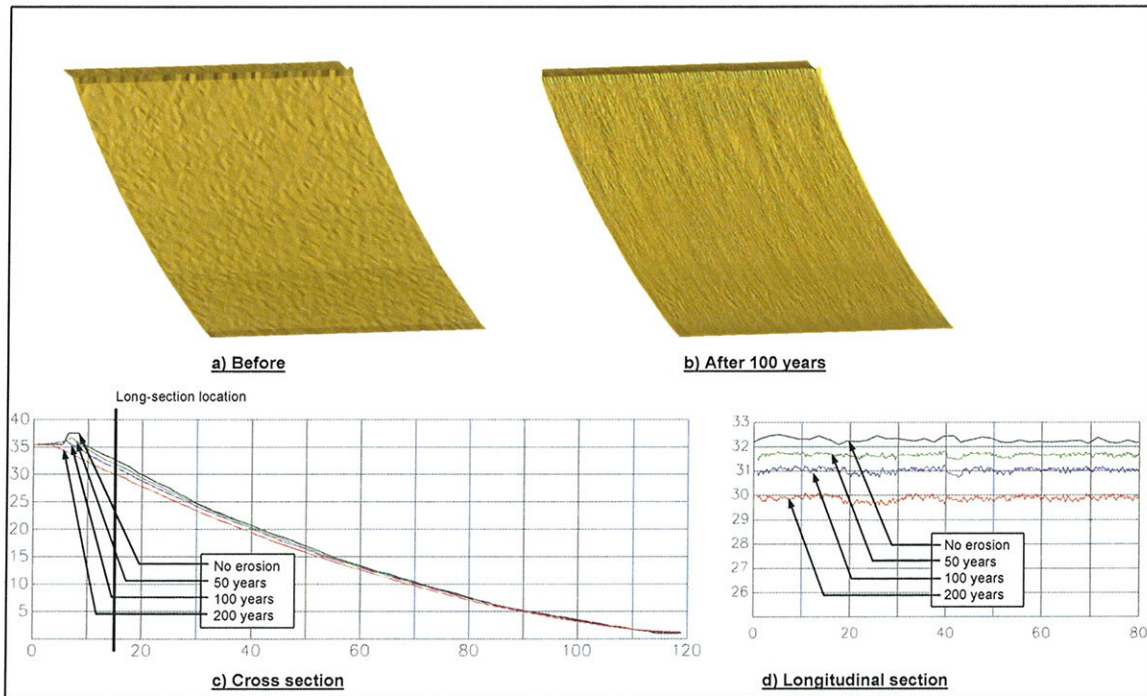 a) Before
b) After 100 years
Long-section location
40
35
30
25
20
15
10
5
0
20
40
60
80
100
120
No erosion
50 years
100 years
200 years
c) Cross section
33
32
31
30
29
28
27
26
0
20
40
60
80
No erosion
50 years
100 years
200 years
d) Longitudinal section